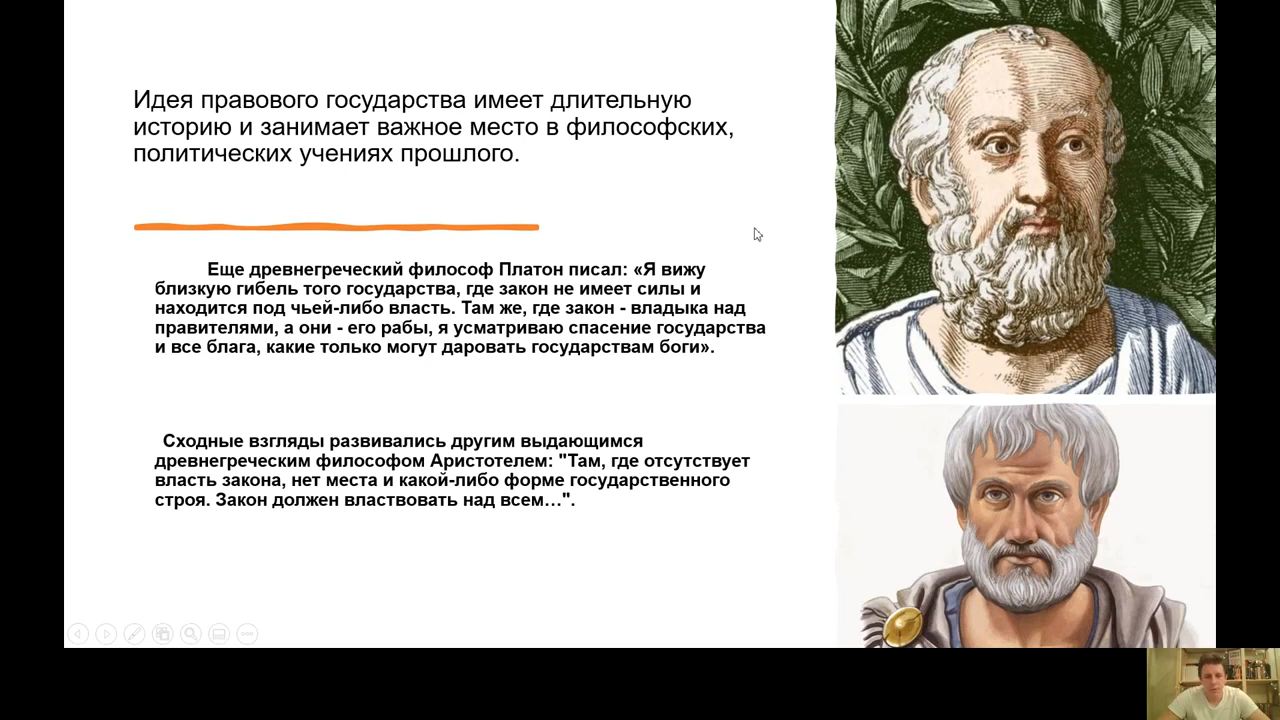 Идея правового государства имеет длительную
историю и занимает важное место в философских,
политических учениях прошлого.
Еще древнегреческий философ Платон писал: «Я вижу
близкую гибель того государства, где закон не имеет силы и
находится под чьей-либо власть. Там же, где закон - владыка над
правителями, а они - его рабы, я усматриваю спасение государства
и все блага, какие только могут даровать государствам боги».
Сходные взгляды развивались другим выдающимся
древнегреческим философом Аристотелем: "Там, где отсутствует
власть закона, нет места и какой-либо форме государственного
строя. Закон должен властвовать над всем…".